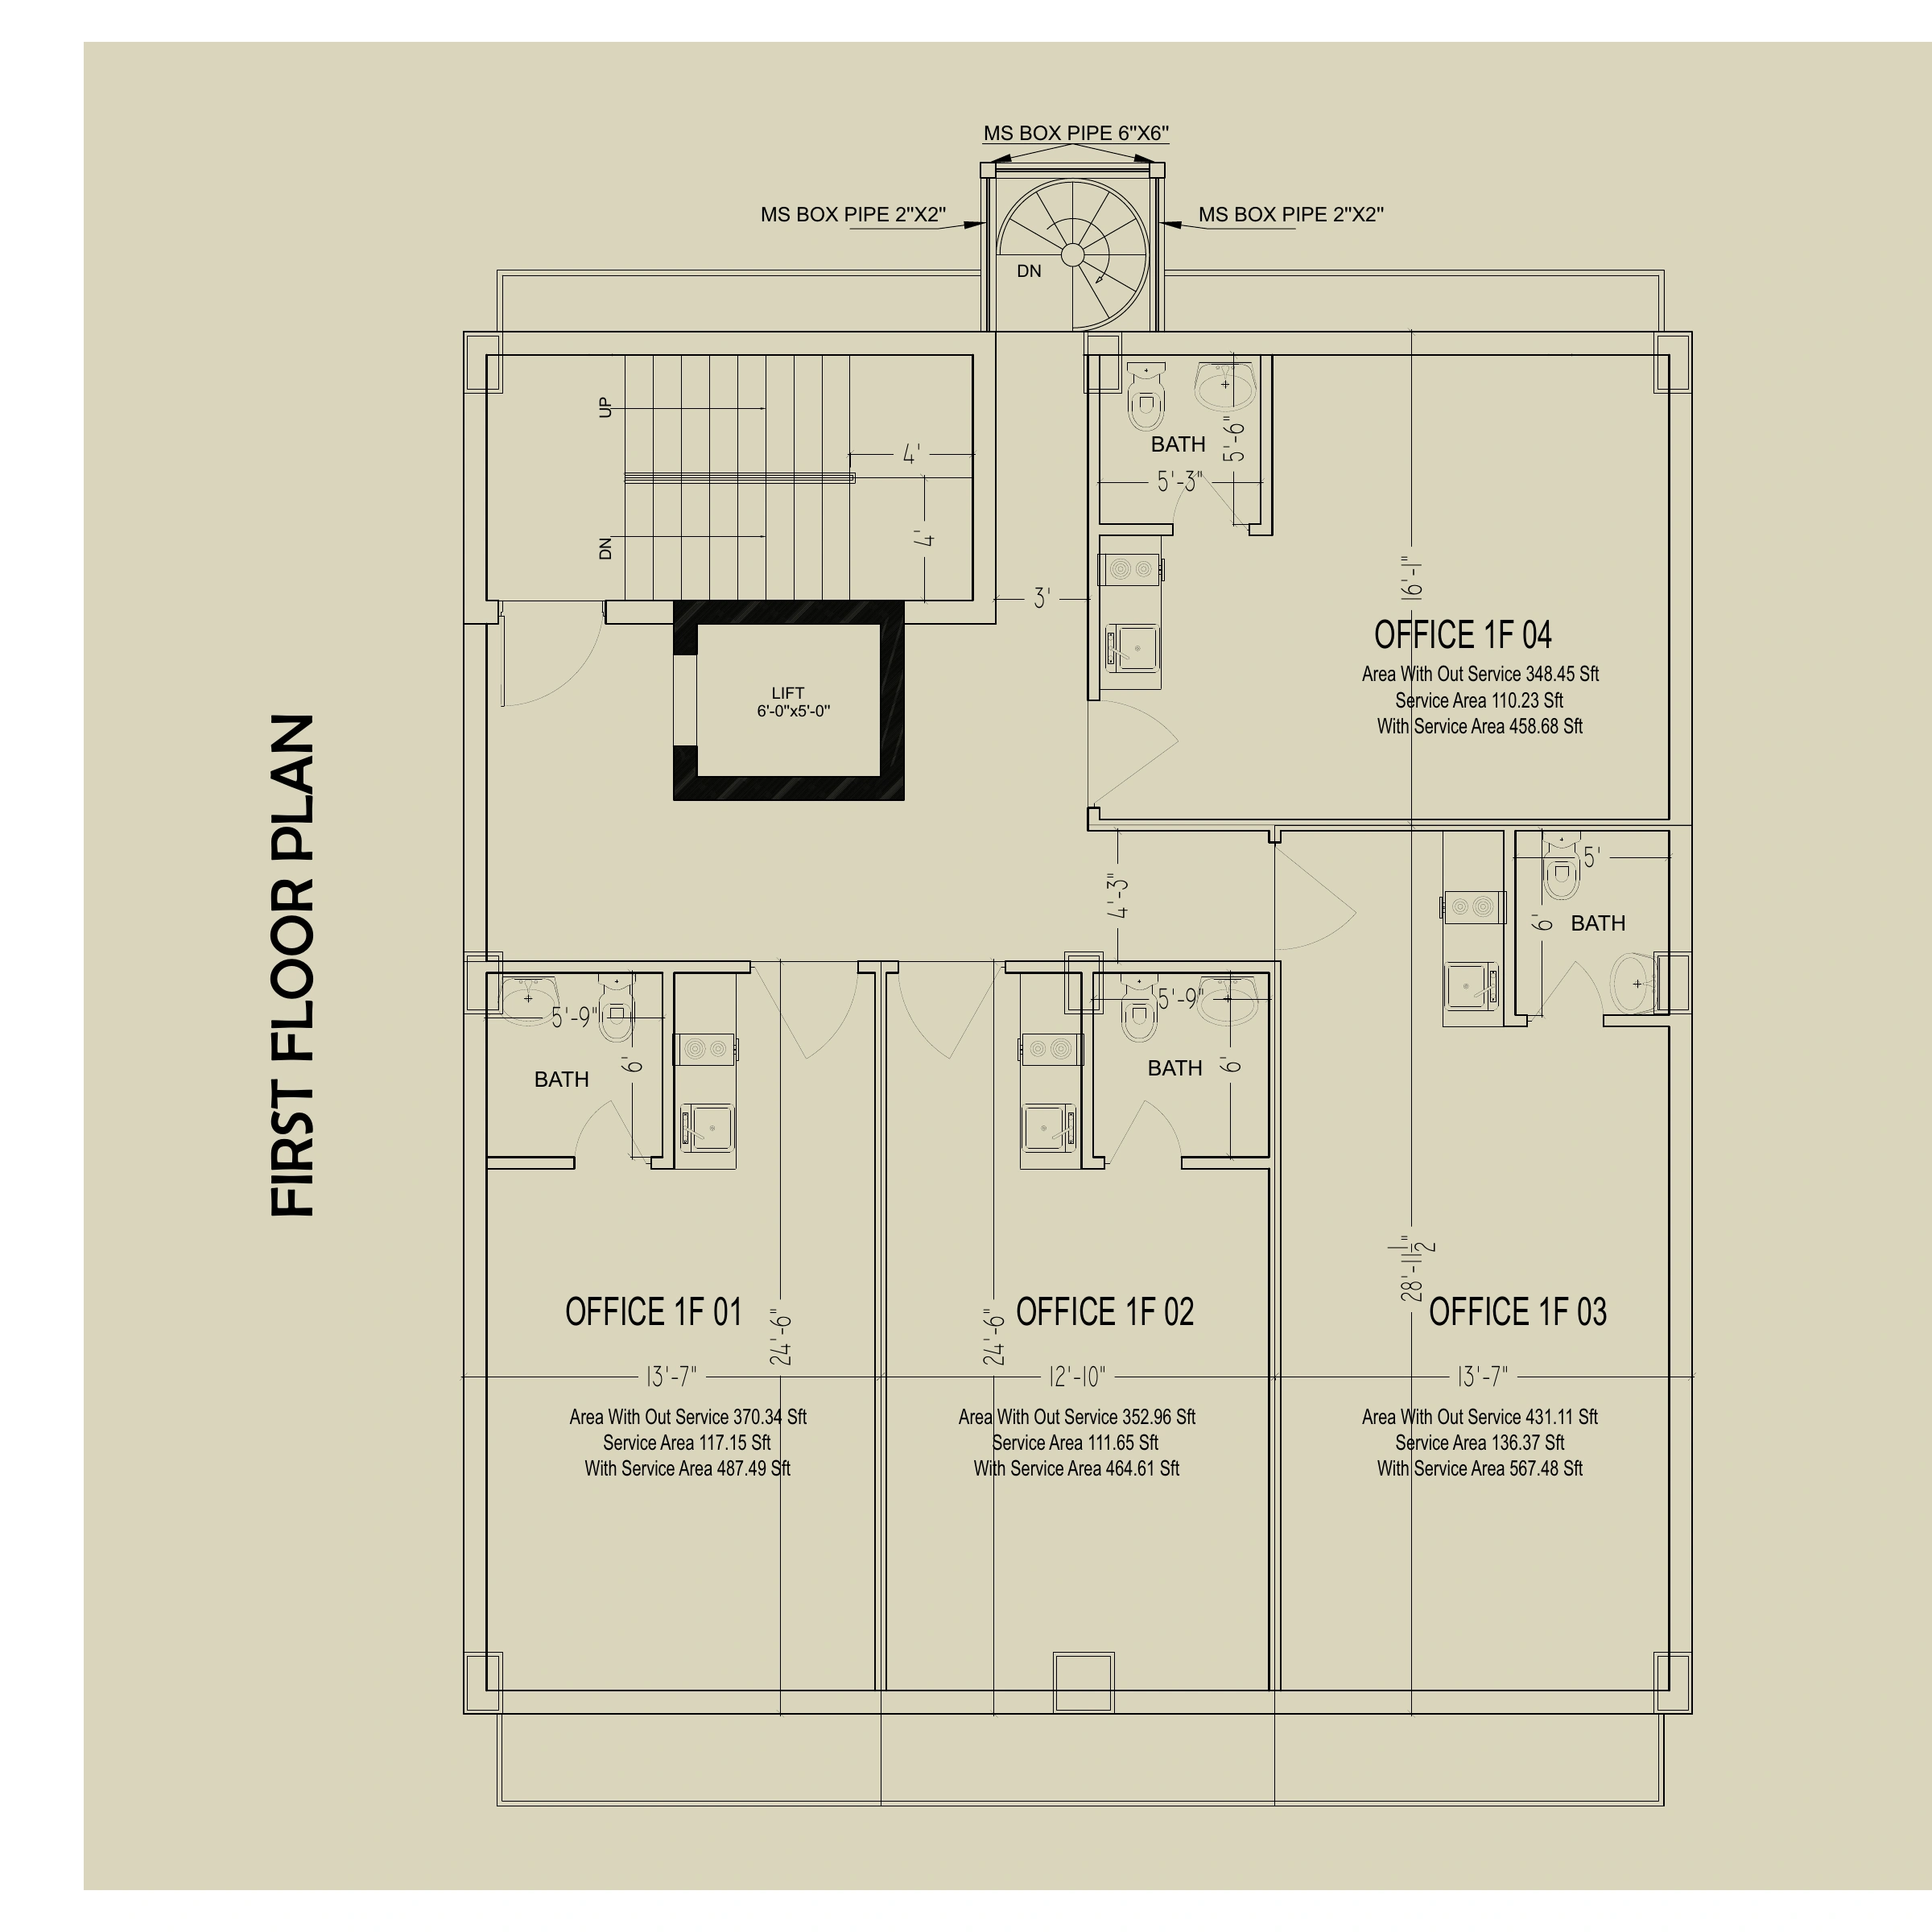 MS BOX PIPE 6"X6"
MS BOX PIPE 2"X2"
MS BOX PIPE 2"X2"
DN
UP
4'
BATH
5'-6"
5'-3"
DN
4'
3'
16'-1"
OFFICE 1F 04
Area With Out Service 348.45 Sft
Service Area 110.23 Sft
With Service Area 458.68 Sft
LIFT
6'-0"x5'-0"
FIRST FLOOR PLAN
4'-3"
5'
6'
BATH
5'-9"
6'
BATH
5'-9"
6'
BATH
28'-11 1/2"
OFFICE 1F 01
24'-6"
13'-7"
Area With Out Service 370.34 Sft
Service Area 117.15 Sft
With Service Area 487.49 Sft
OFFICE 1F 02
24'-6"
12'-10"
Area With Out Service 352.96 Sft
Service Area 111.65 Sft
With Service Area 464.61 Sft
OFFICE 1F 03
13'-7"
Area With Out Service 431.11 Sft
Service Area 136.37 Sft
With Service Area 567.48 Sft